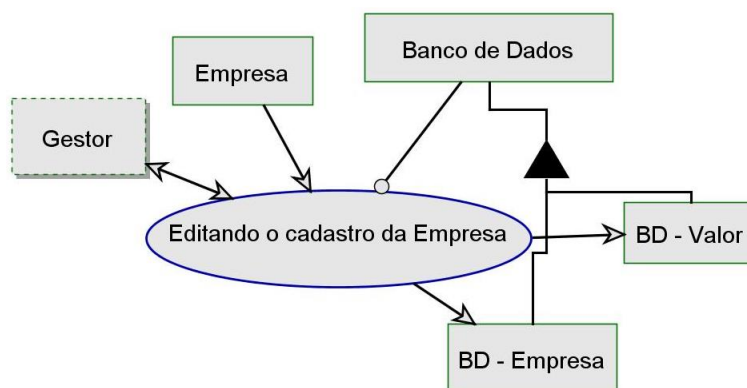 Banco de Dados
Empresa
Gestor
Editando o cadastro da Empresa
BD - Valor
BD - Empresa